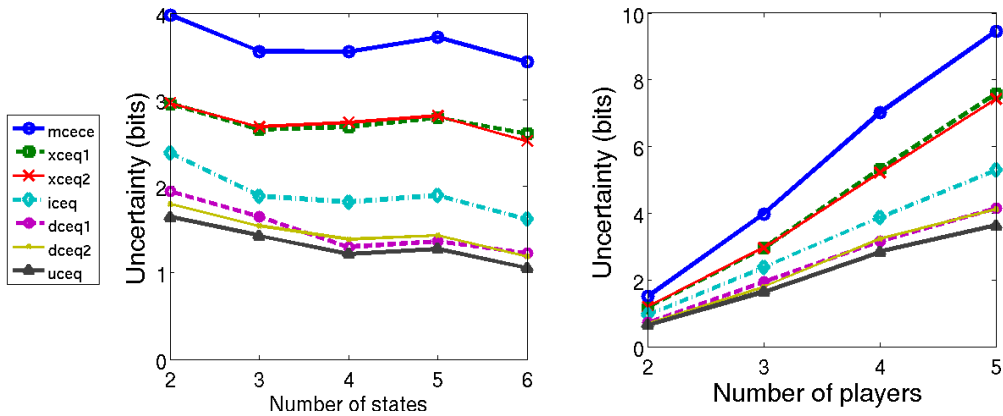 mcece
xceq1
xceq2
iceq
dceq1
dceq2
uceq
Uncertainty (bits)
4
3
2
1
0
2 3 4 5 6
Number of states
Uncertainty (bits)
10
8
6
4
2
0
2 3 4 5
Number of players